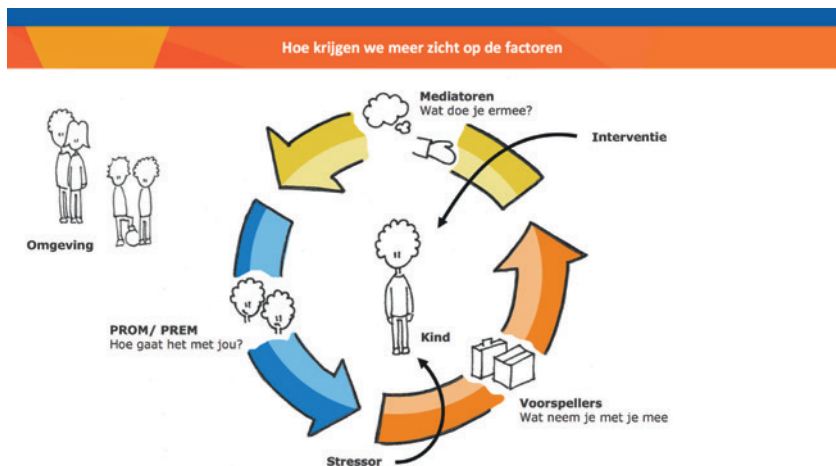 Hoe krijgen we meer zicht op de factoren
Mediatoren
Wat doe je ermee?
Interventie
Omgeving
PROM/ PREM
Hoe gaat het met jou?
Kind
Voorspellers
Wat neem je met je mee
Stressor